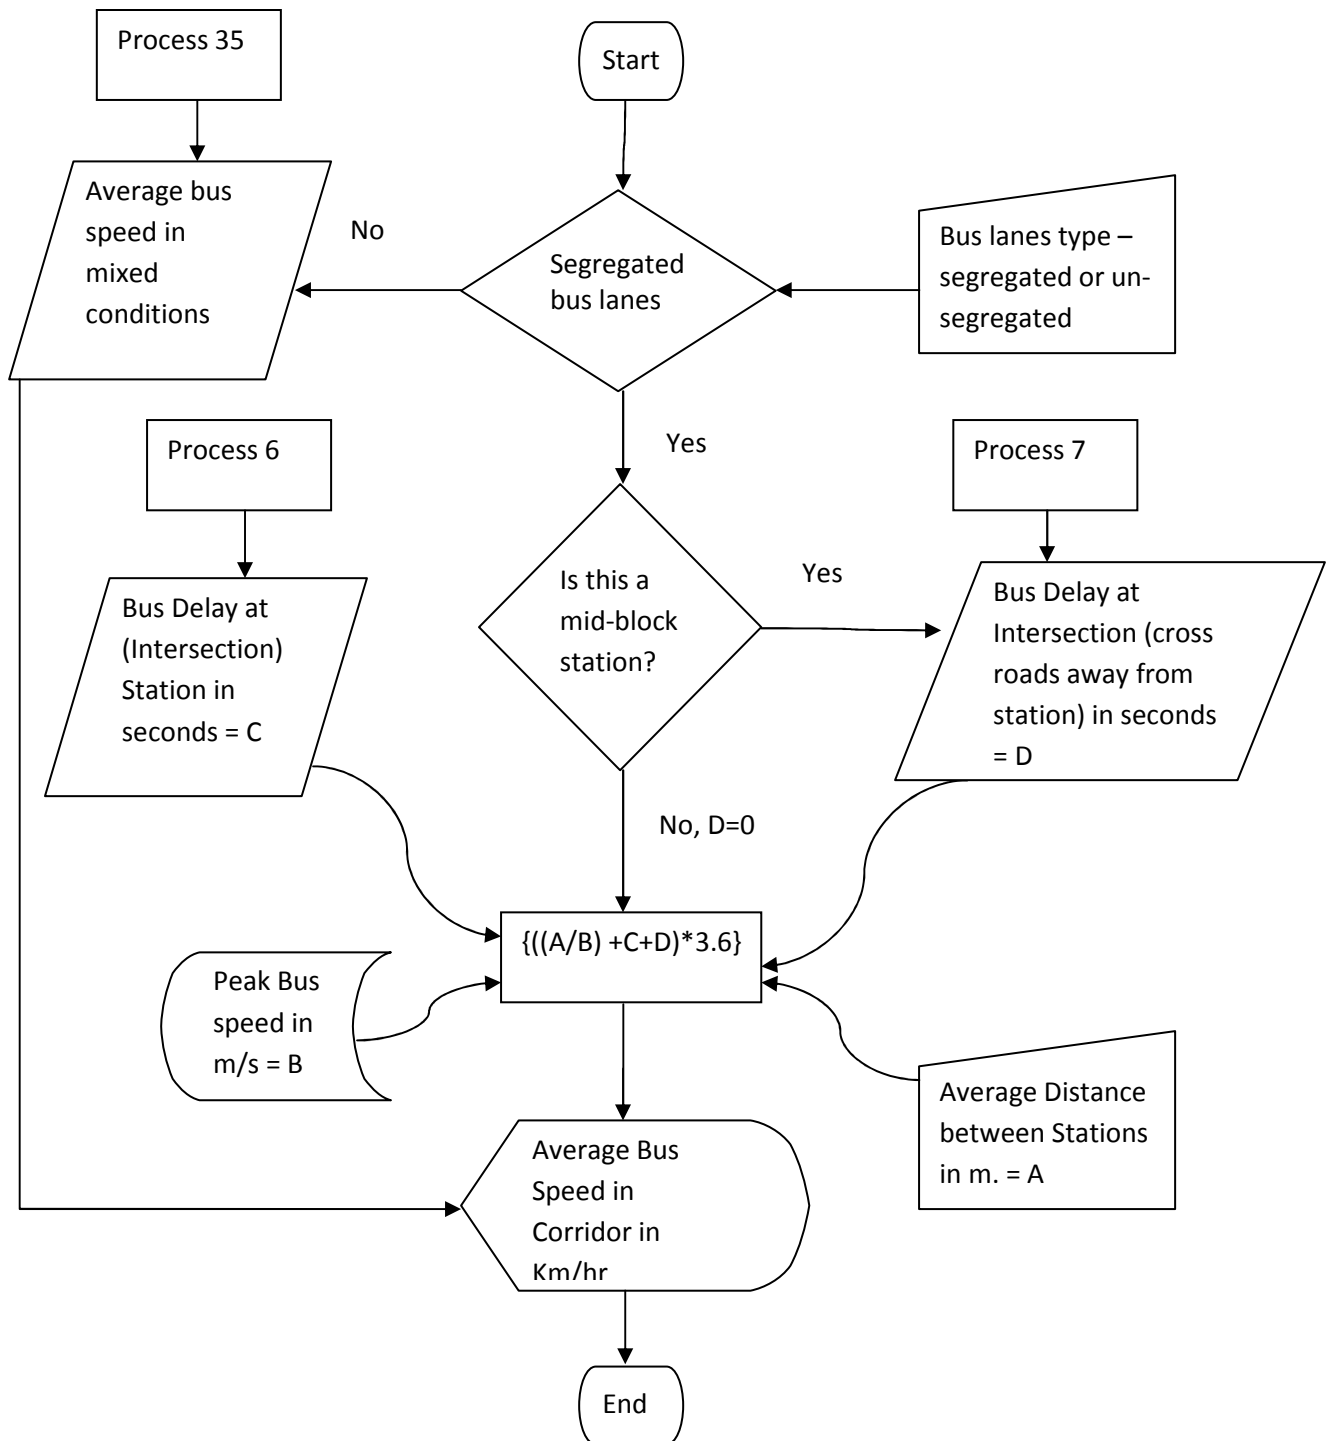 Process 35
Start
Average bus
speed in
mixed
conditions
No
Segregated
bus lanes
Bus lanes type –
segregated or un-
segregated
Yes
Process 6
Process 7
Bus Delay at
(Intersection)
Station in
seconds = C
Is this a
mid-block
station?
Yes
Bus Delay at
Intersection (cross
roads away from
station) in seconds
= D
No, D=0
{((A/B) +C+D)*3.6}
Peak Bus
speed in
m/s = B
Average Distance
between Stations
in m. = A
Average Bus
Speed in
Corridor in
Km/hr
End